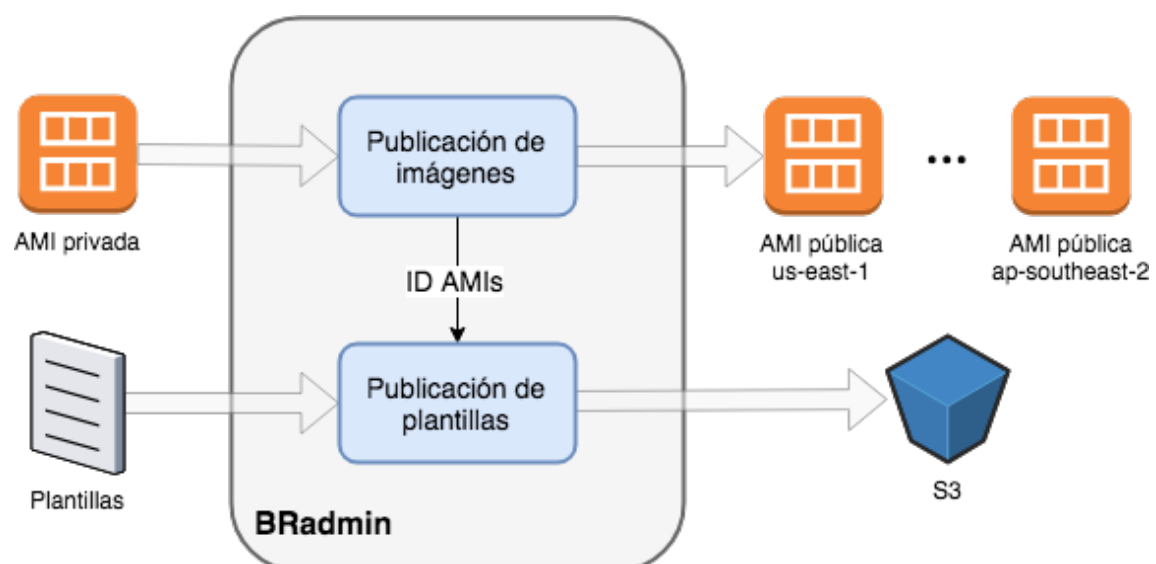 Publicación de
imágenes
AMI privada
AMI pública
us-east-1
...
AMI pública
ap-southeast-2
ID AMIs
Publicación de
plantillas
Plantillas
S3
BRadmin